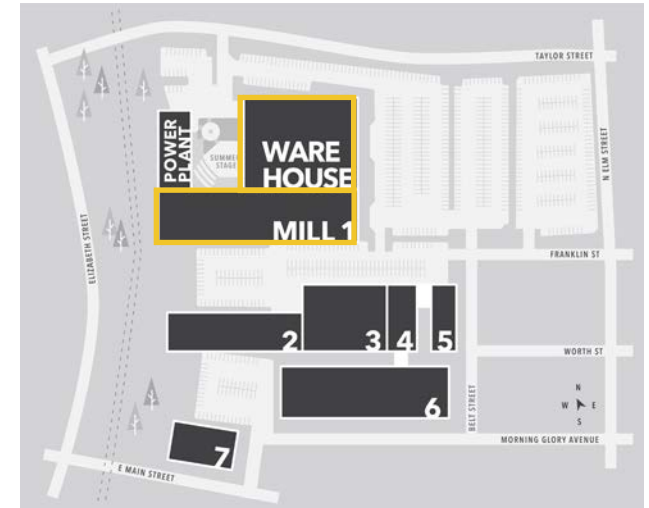 TAYLOR STREET
N ELM STREET
POWER
PLANT
SUMMER
STAGE
WARE
HOUSE
MILL 1
ELIZABETH STREET
FRANKLIN ST
2
3
4
5
WORTH ST
6
BELT STREET
N
W E
S
MORNING GLORY AVENUE
7
E MAIN STREET